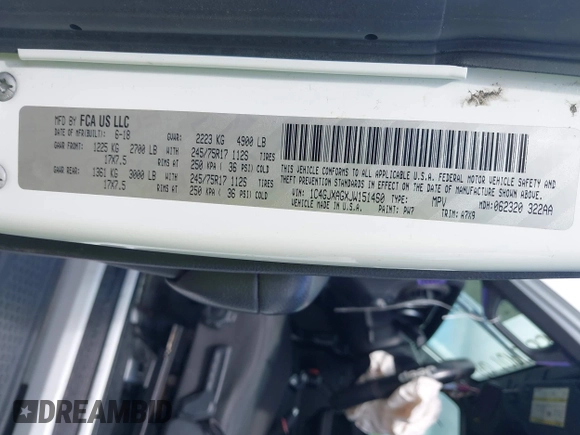 MFD BY FCA US LLC
DATE OF MFR(BUILT): 6-18 GVWR: 2223 KG 4900 LB
GAWR FRONT: 1225 KG 2700 LB 245/75R17 112S TIRES
17X7.5 RIMS AT 250 KPA ( 36 PSI) COLD
GAWR REAR: 1361 KG 3000 LB 245/75R17 112S TIRES
17X7.5 RIMS AT 250 KPA ( 36 PSI) COLD
THIS VEHICLE CONFORMS TO ALL APPLICABLE U.S.A. FEDERAL MOTOR VEHICLE SAFETY AND
THEFT PREVENTION STANDARDS IN EFFECT ON THE DATE OF MANUFACTURE SHOWN ABOVE.
VIN: 1C4GJXAGXJW151450 TYPE: MPV MDH: 062320 322AA
VEHICLE MADE IN U.S.A. PAINT: PW7 TRIM: A7X9
DREAMBID